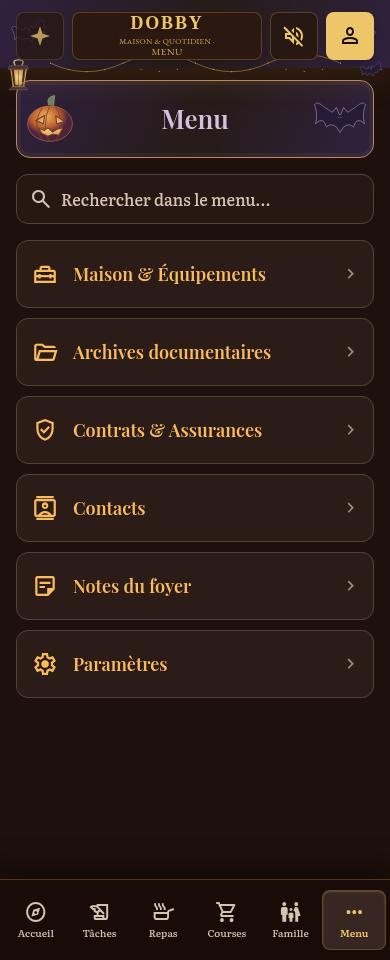 DOBBY
MAISON & QUOTIDIEN ·
MENU
Menu
Rechercher dans le menu...
Maison & Équipements
Archives documentaires
Contrats & Assurances
Contacts
Notes du foyer
Paramètres
Accueil
Tâches
Repas
Courses
Famille
Menu